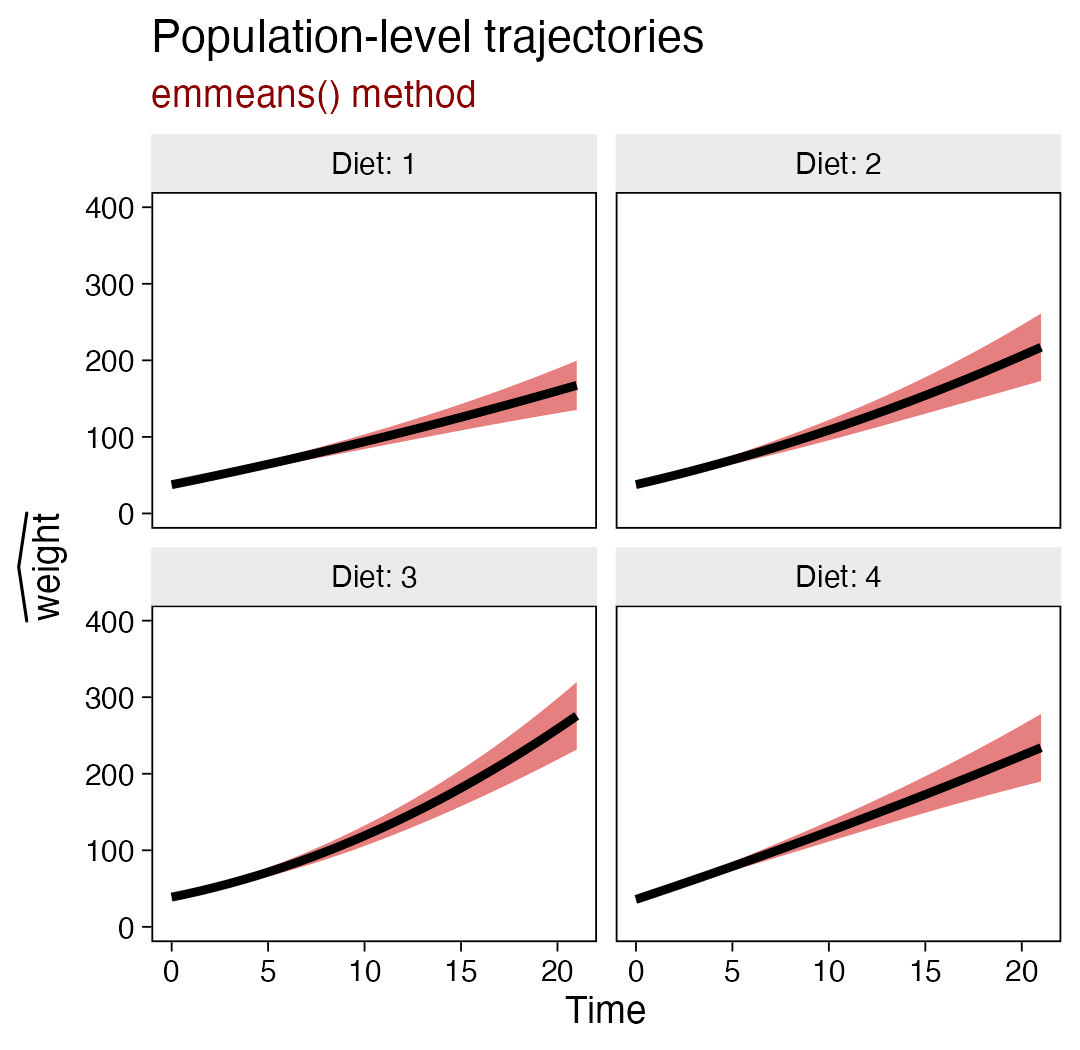 Population-level trajectories
emmeans() method
Diet: 1
Diet: 2
400
300
200
100
0
weight
Diet: 3
Diet: 4
400
300
200
100
0
0 5 10 15 20
0 5 10 15 20
Time